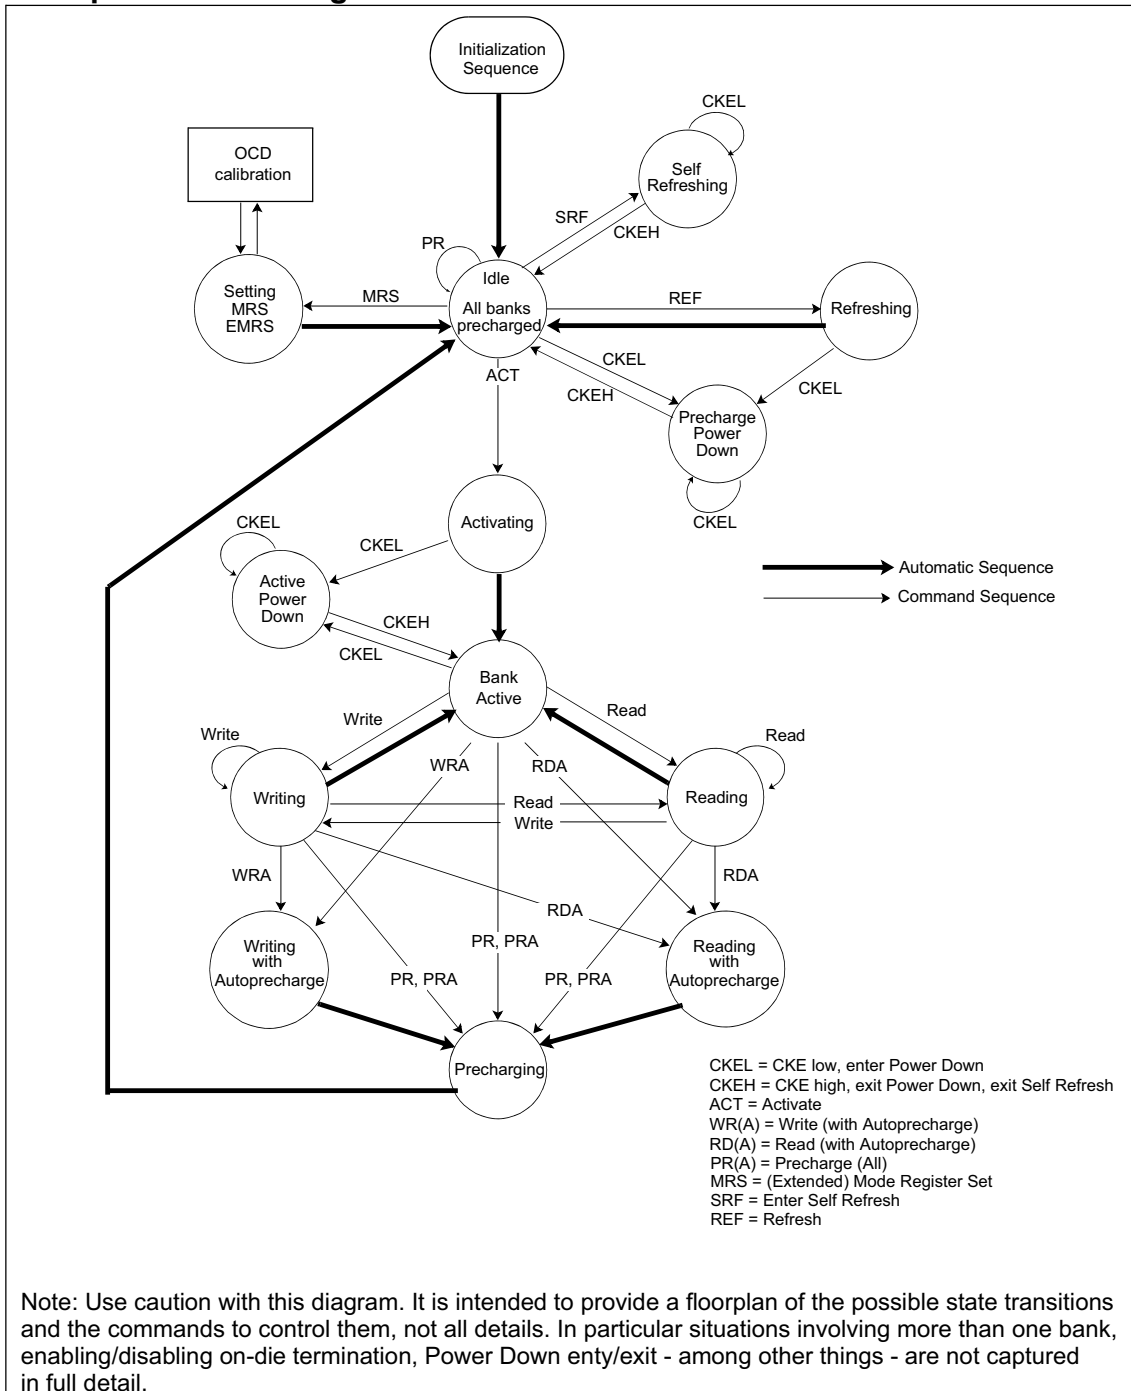 Initialization
Sequence
CKEL
OCD
calibration
Self
Refreshing
SRF
CKEH
PR
Idle
All banks
precharged
Setting
MRS
EMRS
MRS
REF
Refreshing
CKEL
CKEH
CKEL
ACT
Precharge
Power
Down
CKEL
Activating
CKEL
CKEL
Active
Power
Down
Automatic Sequence
Command Sequence
CKEH
CKEL
Bank
Active
Write
Read
Write
Read
WRA
RDA
Writing
Reading
Read
Write
WRA
RDA
RDA
Writing
with
Autoprecharge
PR, PRA
Reading
with
Autoprecharge
PR, PRA
PR, PRA
Precharging
CKEL = CKE low, enter Power Down
CKEH = CKE high, exit Power Down, exit Self Refresh
ACT = Activate
WR(A) = Write (with Autoprecharge)
RD(A) = Read (with Autoprecharge)
PR(A) = Precharge (All)
MRS = (Extended) Mode Register Set
SRF = Enter Self Refresh
REF = Refresh
Note: Use caution with this diagram. It is intended to provide a floorplan of the possible state transitions
and the commands to control them, not all details. In particular situations involving more than one bank,
enabling/disabling on-die termination, Power Down enty/exit - among other things - are not captured
in full detail.